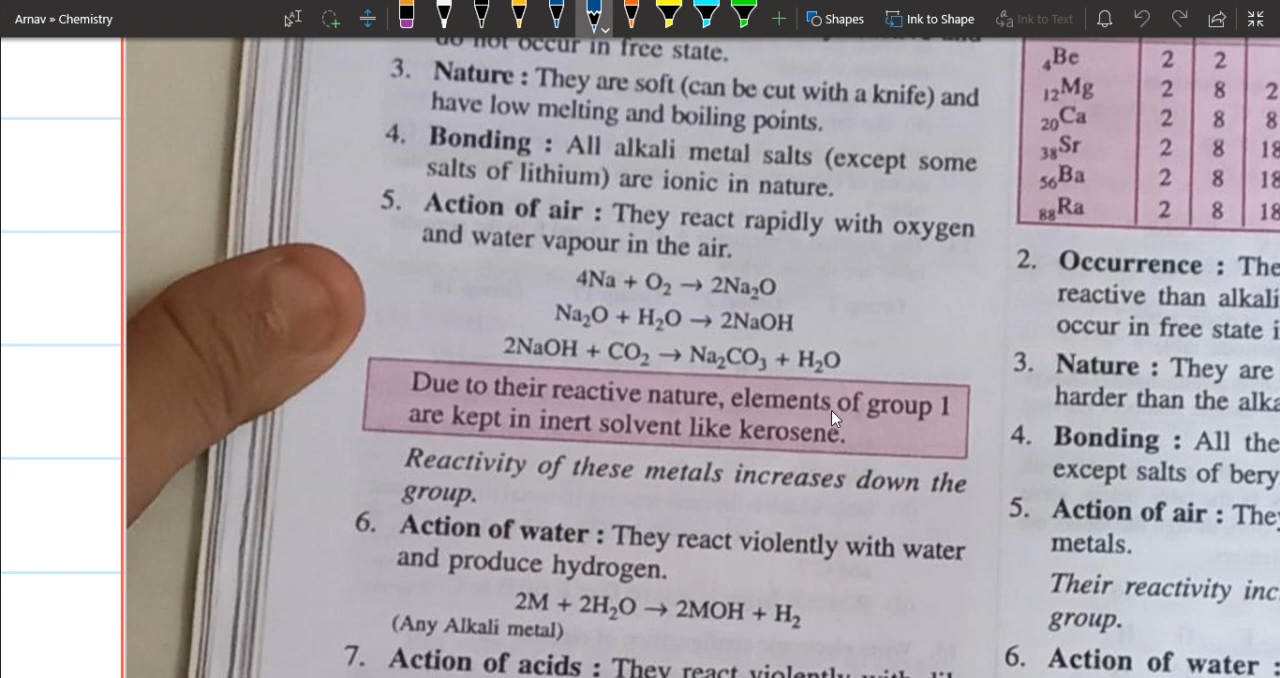 Arnav » Chemistry
Shapes
Ink to Shape
Ink to Text
do not occur in free state.
3. Nature : They are soft (can be cut with a knife) and
have low melting and boiling points.
4. Bonding : All alkali metal salts (except some
salts of lithium) are ionic in nature.
5. Action of air : They react rapidly with oxygen
and water vapour in the air.
4Na + O₂ → 2Na₂O
Na₂O + H₂O → 2NaOH
2NaOH + CO₂ → Na₂CO₃ + H₂O
Due to their reactive nature, elements of group 1
are kept in inert solvent like kerosene.
Reactivity of these metals increases down the
group.
6. Action of water : They react violently with water
and produce hydrogen.
2M + 2H₂O → 2MOH + H₂
(Any Alkali metal)
7. Action of acids : They react violently with
₄Be 2 2
₁₂Mg 2 8 2
₂₀Ca 2 8 8
₃₈Sr 2 8 18
₅₆Ba 2 8 18
₈₈Ra 2 8 18
2. Occurrence : The
reactive than alkali
occur in free state i
3. Nature : They are
harder than the alka
4. Bonding : All the
except salts of bery
5. Action of air : The
metals.
Their reactivity inc
group.
6. Action of water :